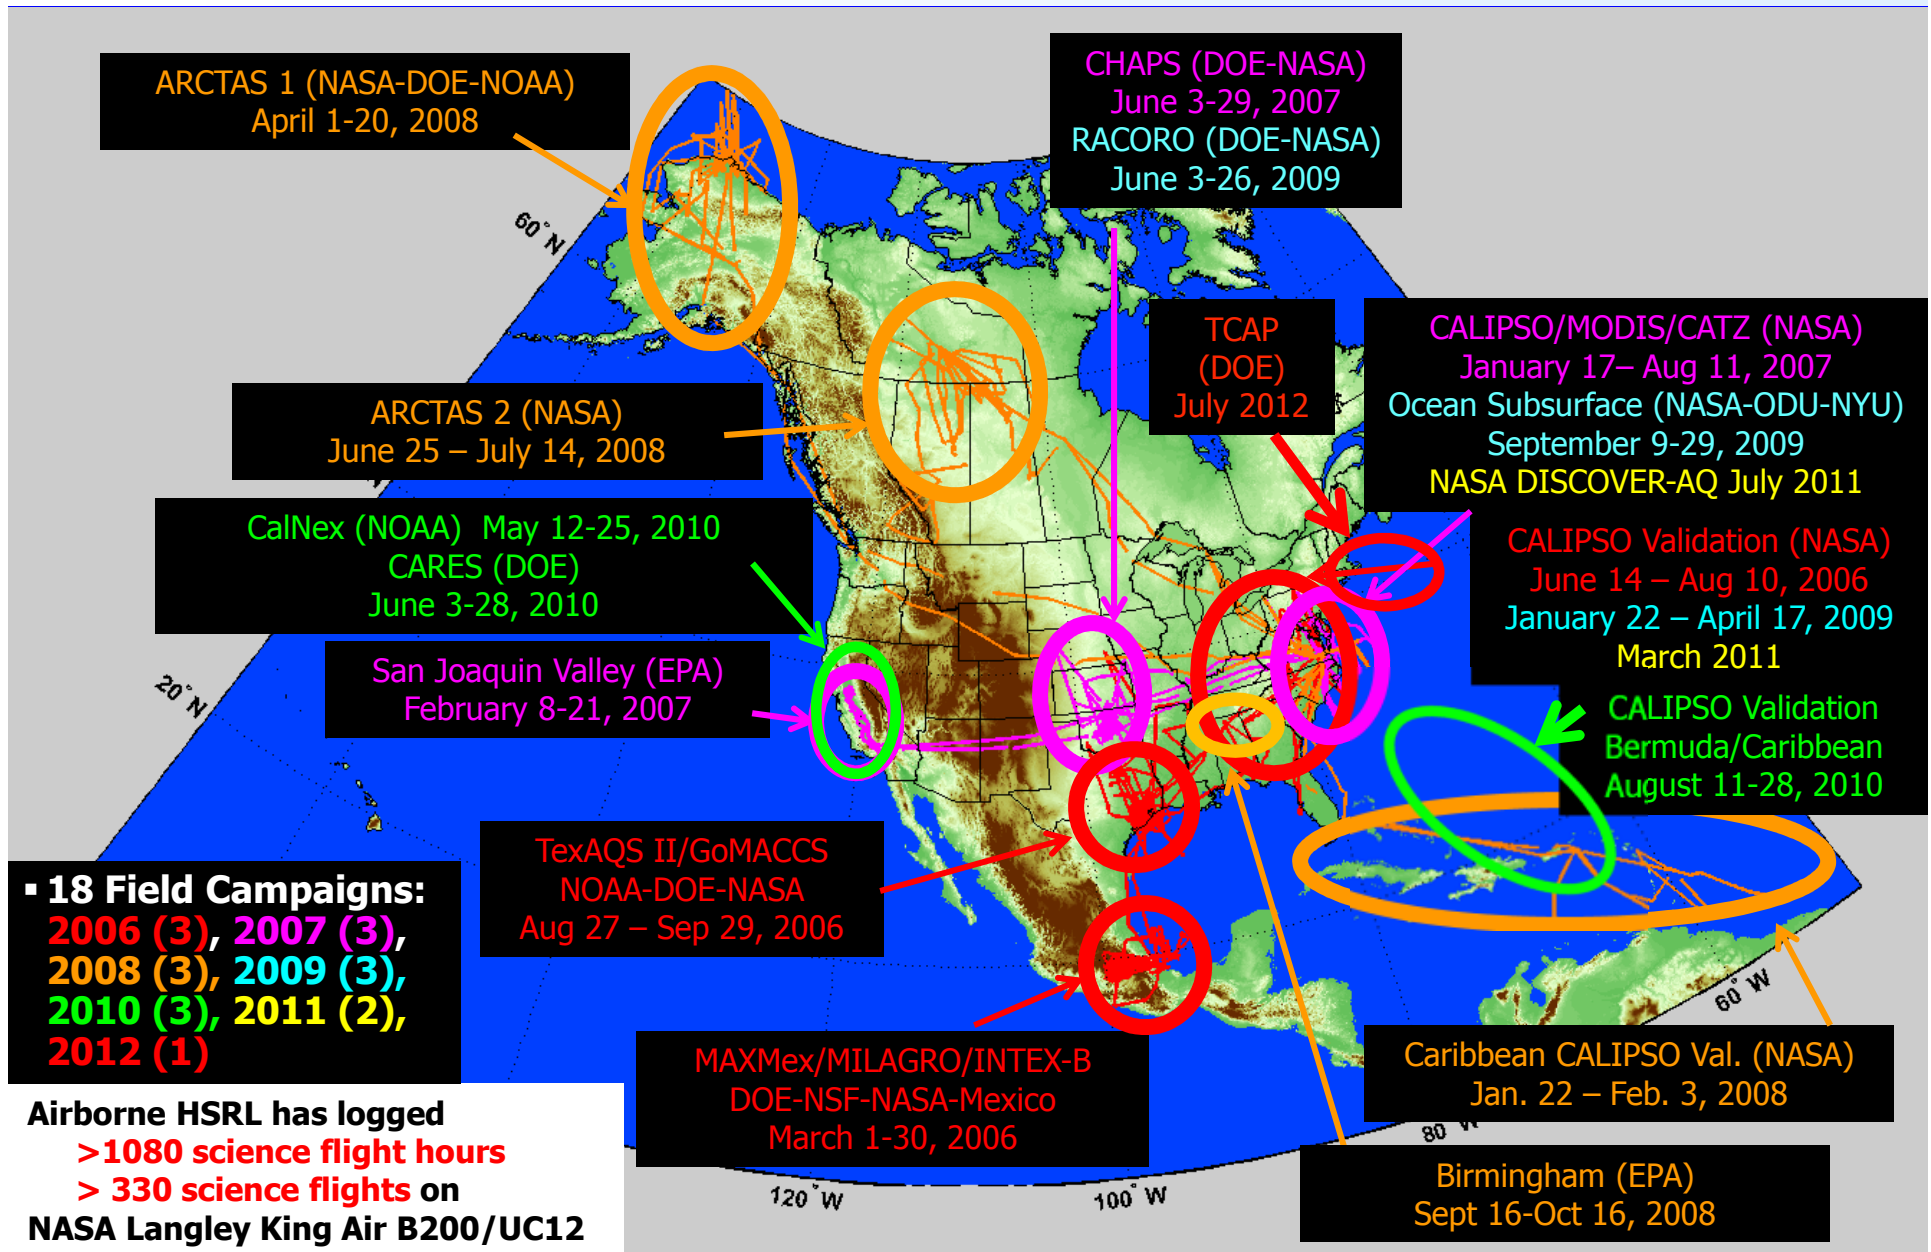 ARCTAS 1 (NASA-DOE-NOAA)
April 1-20, 2008
CHAPS (DOE-NASA)
June 3-29, 2007
RACORO (DOE-NASA)
June 3-26, 2009
60°N
TCAP
(DOE)
July 2012
CALIPSO/MODIS/CATZ (NASA)
January 17– Aug 11, 2007
Ocean Subsurface (NASA-ODU-NYU)
September 9-29, 2009
NASA DISCOVER-AQ July 2011
ARCTAS 2 (NASA)
June 25 – July 14, 2008
CalNex (NOAA)  May 12-25, 2010
CARES (DOE)
June 3-28, 2010
CALIPSO Validation (NASA)
June 14 – Aug 10, 2006
January 22 – April 17, 2009
March 2011
San Joaquin Valley (EPA)
February 8-21, 2007
20°N
CALIPSO Validation
Bermuda/Caribbean
August 11-28, 2010
TexAQS II/GoMACCS
NOAA-DOE-NASA
Aug 27 – Sep 29, 2006
▪ 18 Field Campaigns:
2006 (3), 2007 (3),
2008 (3), 2009 (3),
2010 (3), 2011 (2),
2012 (1)
60°W
MAXMex/MILAGRO/INTEX-B
DOE-NSF-NASA-Mexico
March 1-30, 2006
Caribbean CALIPSO Val. (NASA)
Jan. 22 – Feb. 3, 2008
80°W
Airborne HSRL has logged
>1080 science flight hours
> 330 science flights on
NASA Langley King Air B200/UC12
120°W
100°W
Birmingham (EPA)
Sept 16-Oct 16, 2008